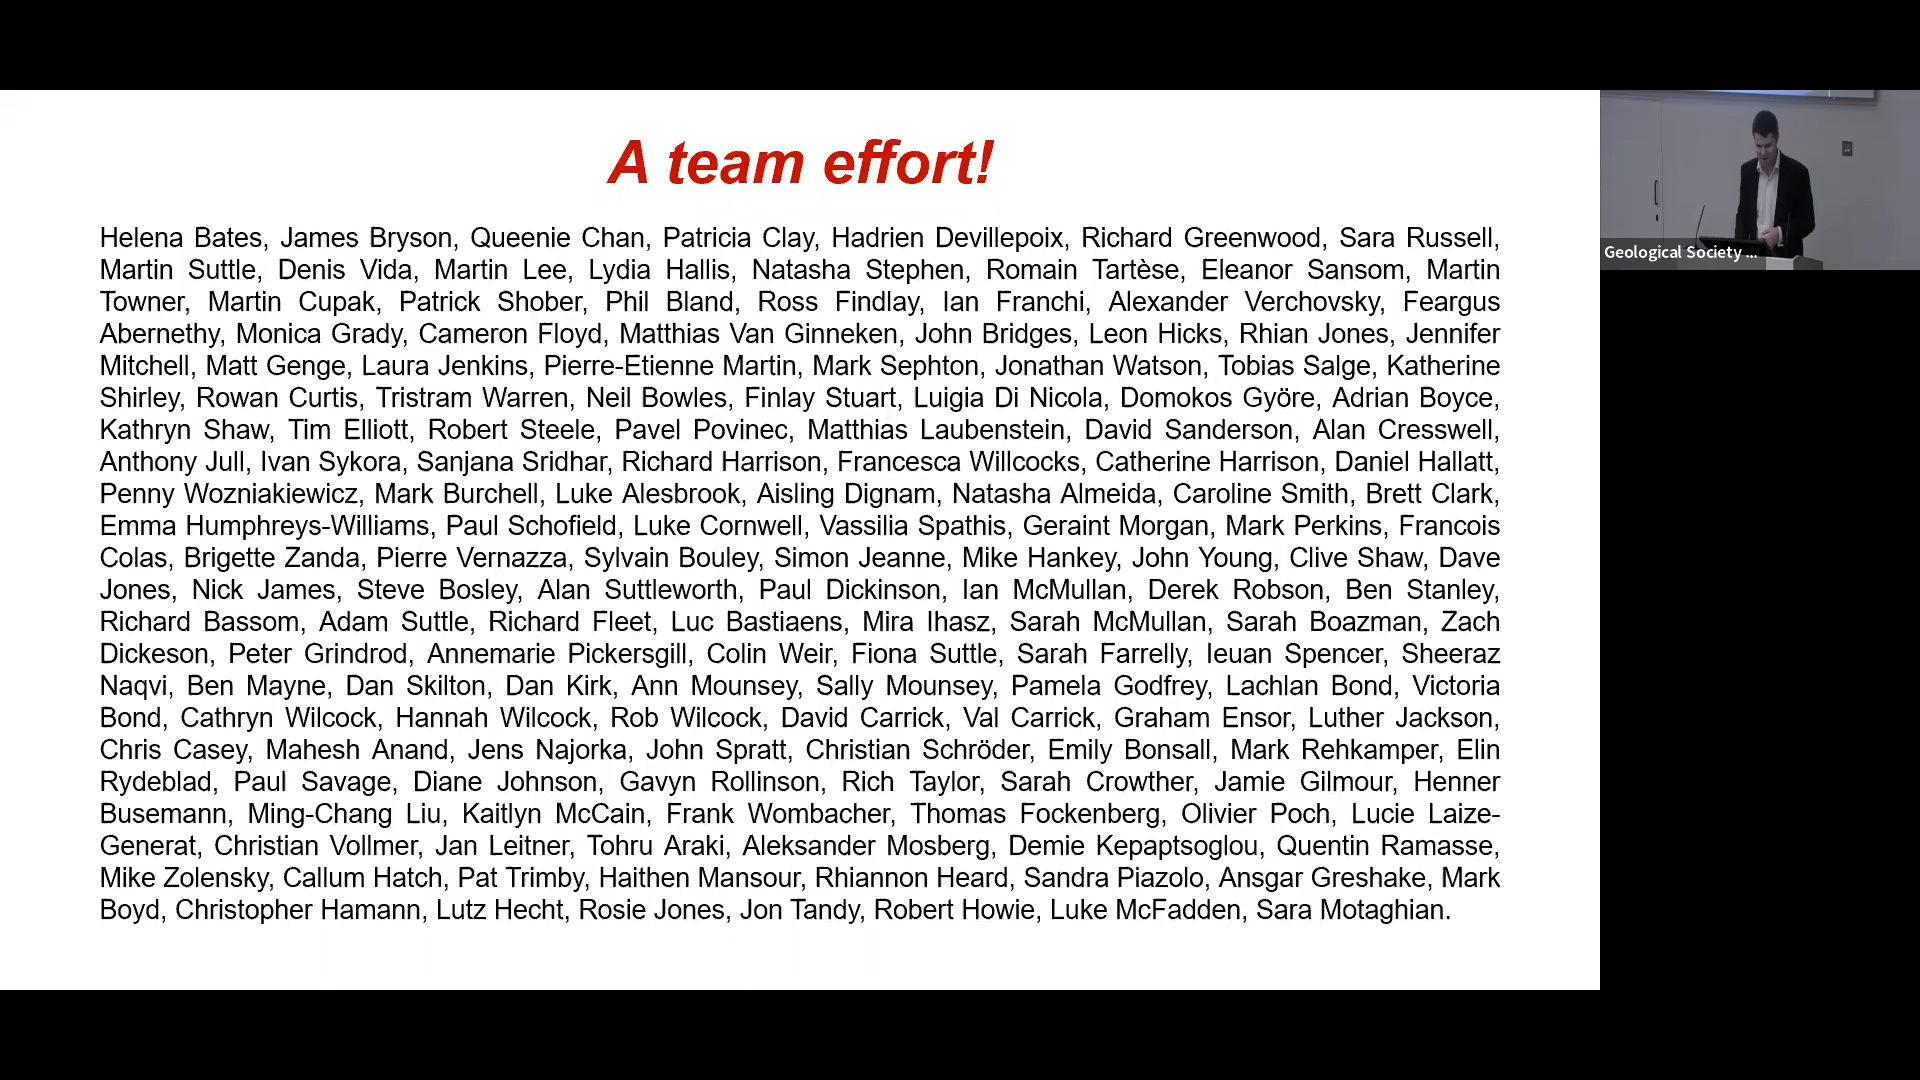 A team effort!
Helena Bates, James Bryson, Queenie Chan, Patricia Clay, Hadrien Devillepoix, Richard Greenwood, Sara Russell,
Martin Suttle, Denis Vida, Martin Lee, Lydia Hallis, Natasha Stephen, Romain Tartèse, Eleanor Sansom, Martin
Towner, Martin Cupak, Patrick Shober, Phil Bland, Ross Findlay, Ian Franchi, Alexander Verchovsky, Feargus
Abernethy, Monica Grady, Cameron Floyd, Matthias Van Ginneken, John Bridges, Leon Hicks, Rhian Jones, Jennifer
Mitchell, Matt Genge, Laura Jenkins, Pierre-Etienne Martin, Mark Sephton, Jonathan Watson, Tobias Salge, Katherine
Shirley, Rowan Curtis, Tristram Warren, Neil Bowles, Finlay Stuart, Luigia Di Nicola, Domokos Györe, Adrian Boyce,
Kathryn Shaw, Tim Elliott, Robert Steele, Pavel Povinec, Matthias Laubenstein, David Sanderson, Alan Cresswell,
Anthony Jull, Ivan Sykora, Sanjana Sridhar, Richard Harrison, Francesca Willcocks, Catherine Harrison, Daniel Hallatt,
Penny Wozniakiewicz, Mark Burchell, Luke Alesbrook, Aisling Dignam, Natasha Almeida, Caroline Smith, Brett Clark,
Emma Humphreys-Williams, Paul Schofield, Luke Cornwell, Vassilia Spathis, Geraint Morgan, Mark Perkins, Francois
Colas, Brigette Zanda, Pierre Vernazza, Sylvain Bouley, Simon Jeanne, Mike Hankey, John Young, Clive Shaw, Dave
Jones, Nick James, Steve Bosley, Alan Suttleworth, Paul Dickinson, Ian McMullan, Derek Robson, Ben Stanley,
Richard Bassom, Adam Suttle, Richard Fleet, Luc Bastiaens, Mira Ihasz, Sarah McMullan, Sarah Boazman, Zach
Dickeson, Peter Grindrod, Annemarie Pickersgill, Colin Weir, Fiona Suttle, Sarah Farrelly, Ieuan Spencer, Sheeraz
Naqvi, Ben Mayne, Dan Skilton, Dan Kirk, Ann Mounsey, Sally Mounsey, Pamela Godfrey, Lachlan Bond, Victoria
Bond, Cathryn Wilcock, Hannah Wilcock, Rob Wilcock, David Carrick, Val Carrick, Graham Ensor, Luther Jackson,
Chris Casey, Mahesh Anand, Jens Najorka, John Spratt, Christian Schröder, Emily Bonsall, Mark Rehkamper, Elin
Rydeblad, Paul Savage, Diane Johnson, Gavyn Rollinson, Rich Taylor, Sarah Crowther, Jamie Gilmour, Henner
Busemann, Ming-Chang Liu, Kaitlyn McCain, Frank Wombacher, Thomas Fockenberg, Olivier Poch, Lucie Laize-
Generat, Christian Vollmer, Jan Leitner, Tohru Araki, Aleksander Mosberg, Demie Kepaptsoglou, Quentin Ramasse,
Mike Zolensky, Callum Hatch, Pat Trimby, Haithen Mansour, Rhiannon Heard, Sandra Piazolo, Ansgar Greshake, Mark
Boyd, Christopher Hamann, Lutz Hecht, Rosie Jones, Jon Tandy, Robert Howie, Luke McFadden, Sara Motaghian.
Geological Society ...